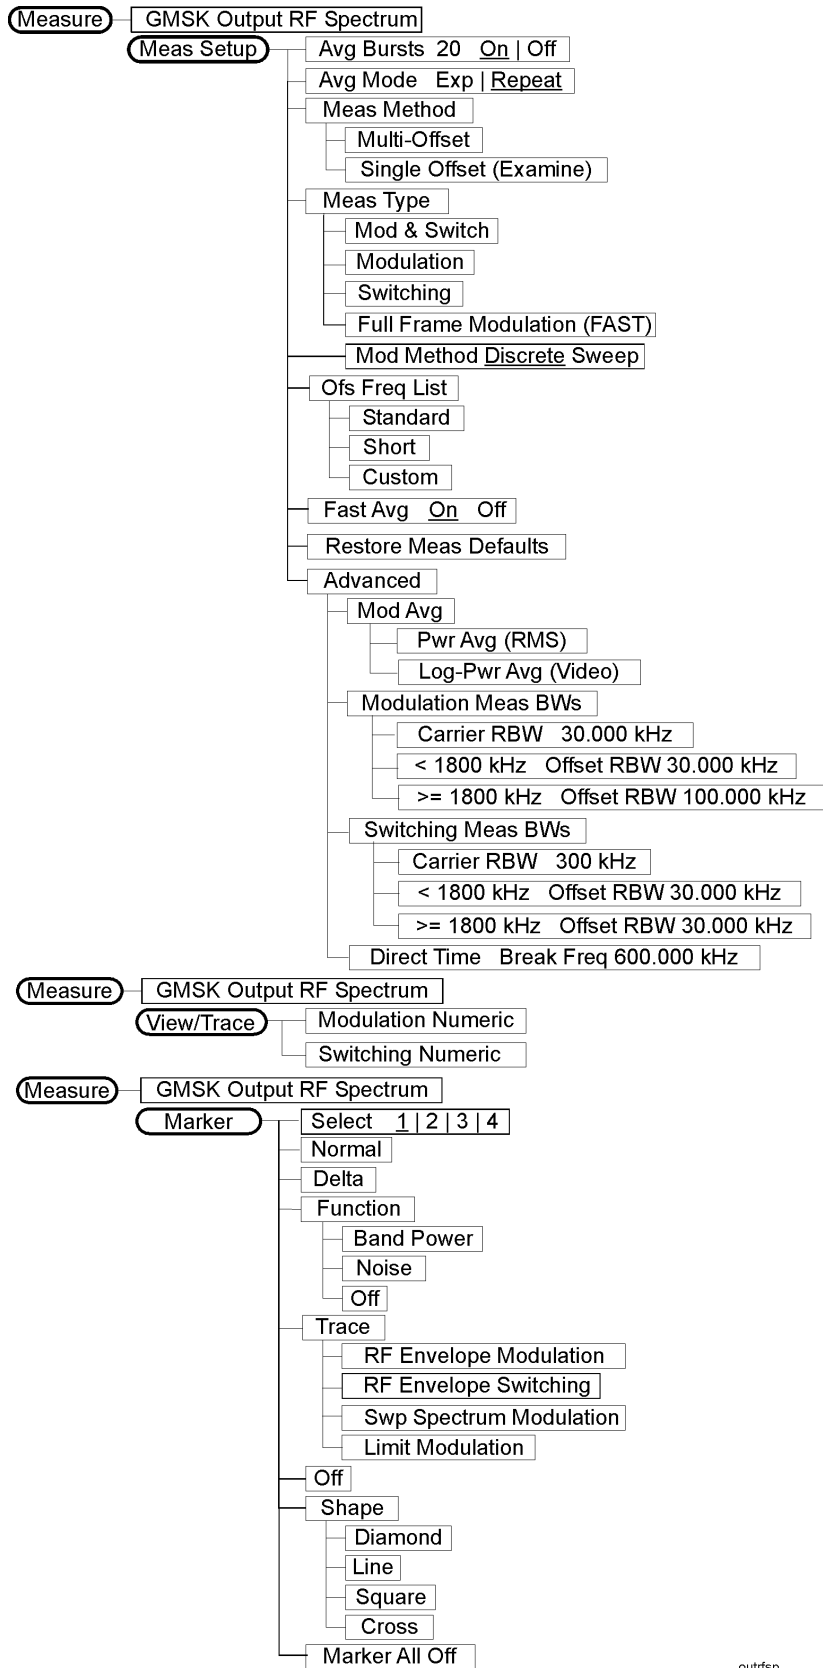 Measure GMSK Output RF Spectrum
Meas Setup Avg Bursts 20 On | Off
Avg Mode Exp | Repeat
Meas Method
Multi-Offset
Single Offset (Examine)
Meas Type
Mod & Switch
Modulation
Switching
Full Frame Modulation (FAST)
Mod Method Discrete Sweep
Ofs Freq List
Standard
Short
Custom
Fast Avg On Off
Restore Meas Defaults
Advanced
Mod Avg
Pwr Avg (RMS)
Log-Pwr Avg (Video)
Modulation Meas BWs
Carrier RBW 30.000 kHz
< 1800 kHz Offset RBW 30.000 kHz
>= 1800 kHz Offset RBW 100.000 kHz
Switching Meas BWs
Carrier RBW 300 kHz
< 1800 kHz Offset RBW 30.000 kHz
>= 1800 kHz Offset RBW 30.000 kHz
Direct Time Break Freq 600.000 kHz
Measure GMSK Output RF Spectrum
View/Trace Modulation Numeric
Switching Numeric
Measure GMSK Output RF Spectrum
Marker Select 1 | 2 | 3 | 4
Normal
Delta
Function
Band Power
Noise
Off
Trace
RF Envelope Modulation
RF Envelope Switching
Swp Spectrum Modulation
Limit Modulation
Off
Shape
Diamond
Line
Square
Cross
Marker All Off